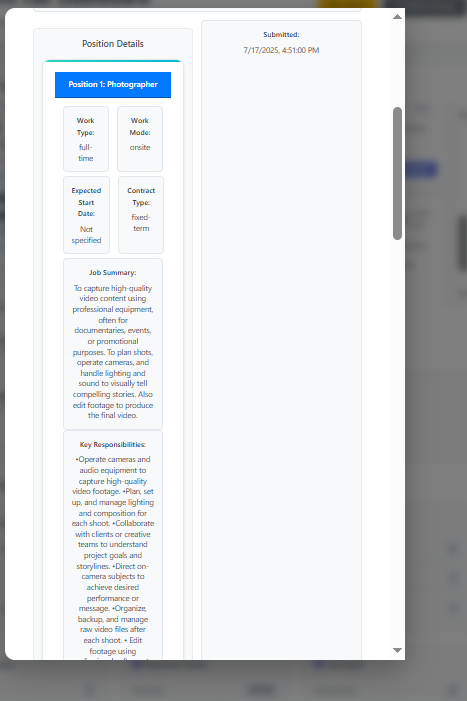 Position Details
Position 1: Photographer
Work
Type:
full-
time
Work
Mode:
onsite
Expected
Start
Date:
Not
specified
Contract
Type:
fixed-
term
Job Summary:
To capture high-quality
video content using
professional equipment,
often for
documentaries, events,
or promotional
purposes. To plan shots,
operate cameras, and
handle lighting and
sound to visually tell
compelling stories. Also
edit footage to produce
the final video.
Key Responsibilities:
•Operate cameras and
audio equipment to
capture high-quality
video footage. •Plan, set
up, and manage lighting
and composition for
each shoot. •Collaborate
with clients or creative
teams to understand
project goals and
storylines. •Direct on-
camera subjects to
achieve desired
performance or
message. •Organize,
backup, and manage
raw video files after
each shoot. • Edit
footage using
Submitted:
7/17/2025, 4:51:00 PM